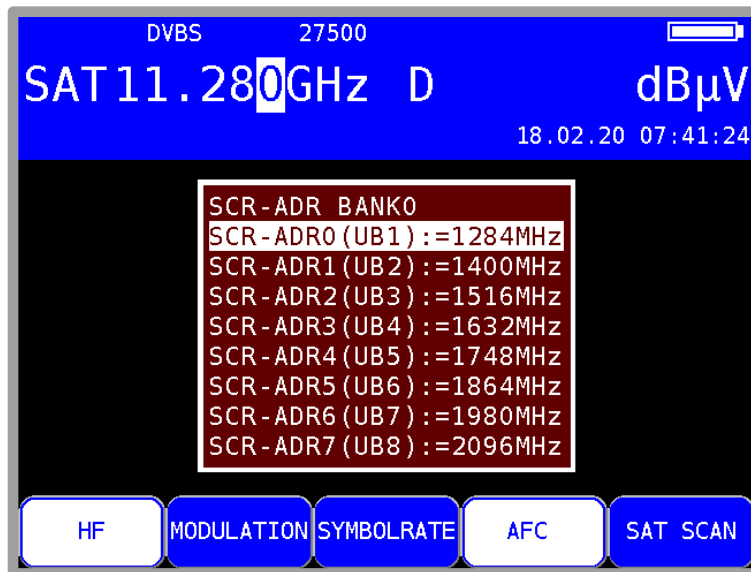 DVBS 27500
SAT 11.280GHz D dBµV
18.02.20 07:41:24
SCR-ADR BANK0
SCR-ADR0(UB1):=1284MHz
SCR-ADR1(UB2):=1400MHz
SCR-ADR2(UB3):=1516MHz
SCR-ADR3(UB4):=1632MHz
SCR-ADR4(UB5):=1748MHz
SCR-ADR5(UB6):=1864MHz
SCR-ADR6(UB7):=1980MHz
SCR-ADR7(UB8):=2096MHz
HF MODULATION SYMBOLRATE AFC SAT SCAN